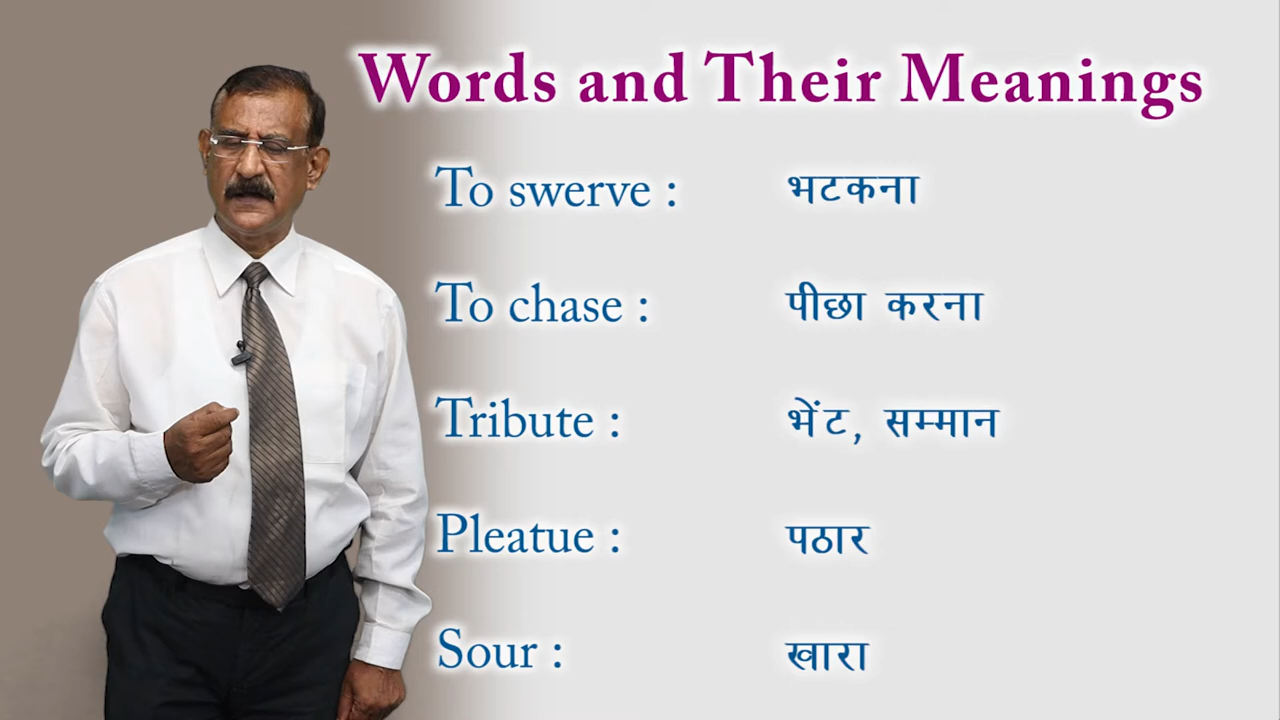 Words and Their Meanings
To swerve : भटकना
To chase : पीछा करना
Tribute : भेंट, सम्मान
Pleatue : पठार
Sour : खारा